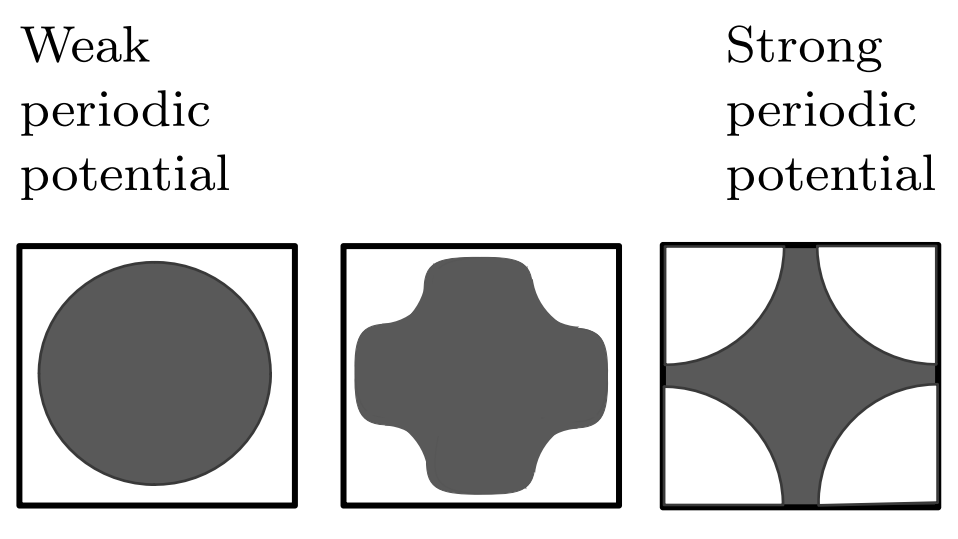 Weak
periodic
potential
Strong
periodic
potential